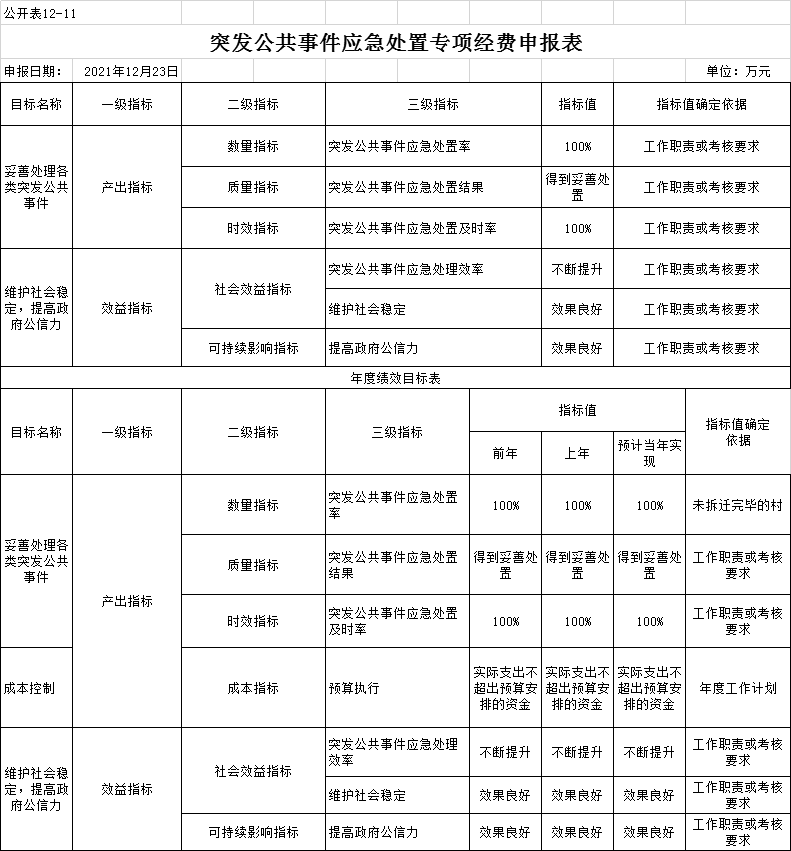 公开表12-11
突发公共事件应急处置专项经费申报表
申报日期： 2021年12月23日 单位：万元
目标名称 一级指标 二级指标 三级指标 指标值 指标值确定依据
妥善处理各类突发公共事件 产出指标 数量指标 突发公共事件应急处置率 100% 工作职责或考核要求
质量指标 突发公共事件应急处置结果 得到妥善处置 工作职责或考核要求
时效指标 突发公共事件应急处置及时率 100% 工作职责或考核要求
维护社会稳定，提高政府公信力 效益指标 社会效益指标 突发公共事件应急处理效率 不断提升 工作职责或考核要求
维护社会稳定 效果良好 工作职责或考核要求
可持续影响指标 提高政府公信力 效果良好 工作职责或考核要求
年度绩效目标表
目标名称 一级指标 二级指标 三级指标 指标值 指标值确定依据
前年 上年 预计当年实现
妥善处理各类突发公共事件 产出指标 数量指标 突发公共事件应急处置率 100% 100% 100% 未拆迁完毕的村
质量指标 突发公共事件应急处置结果 得到妥善处置 得到妥善处置 得到妥善处置 工作职责或考核要求
时效指标 突发公共事件应急处置及时率 100% 100% 100% 工作职责或考核要求
成本控制 成本指标 预算执行 实际支出不超出预算安排的资金 实际支出不超出预算安排的资金 实际支出不超出预算安排的资金 年度工作计划
维护社会稳定，提高政府公信力 效益指标 社会效益指标 突发公共事件应急处理效率 不断提升 不断提升 不断提升 工作职责或考核要求
维护社会稳定 效果良好 效果良好 效果良好 工作职责或考核要求
可持续影响指标 提高政府公信力 效果良好 效果良好 效果良好 工作职责或考核要求